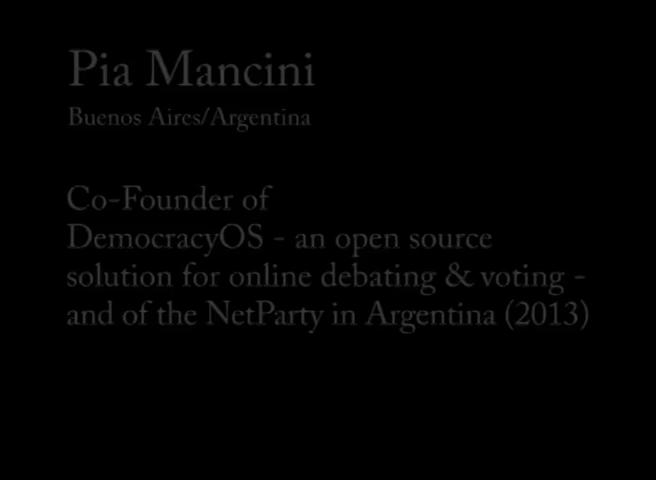 Pia Mancini
Buenos Aires/Argentina
Co-Founder of
DemocracyOS - an open source
solution for online debating & voting -
and of the NetParty in Argentina (2013)